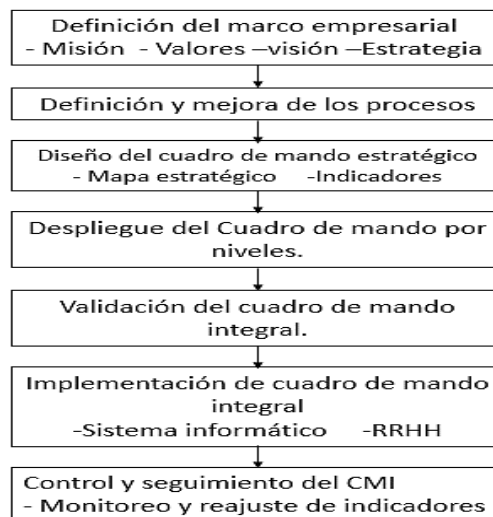 Definición del marco empresarial
- Misión - Valores –visión –Estrategia
Definición y mejora de los procesos
Diseño del cuadro de mando estratégico
- Mapa estratégico -Indicadores
Despliegue del Cuadro de mando por
niveles.
Validación del cuadro de mando
integral.
Implementación de cuadro de mando
integral
-Sistema informático -RRHH
Control y seguimiento del CMI
- Monitoreo y reajuste de indicadores